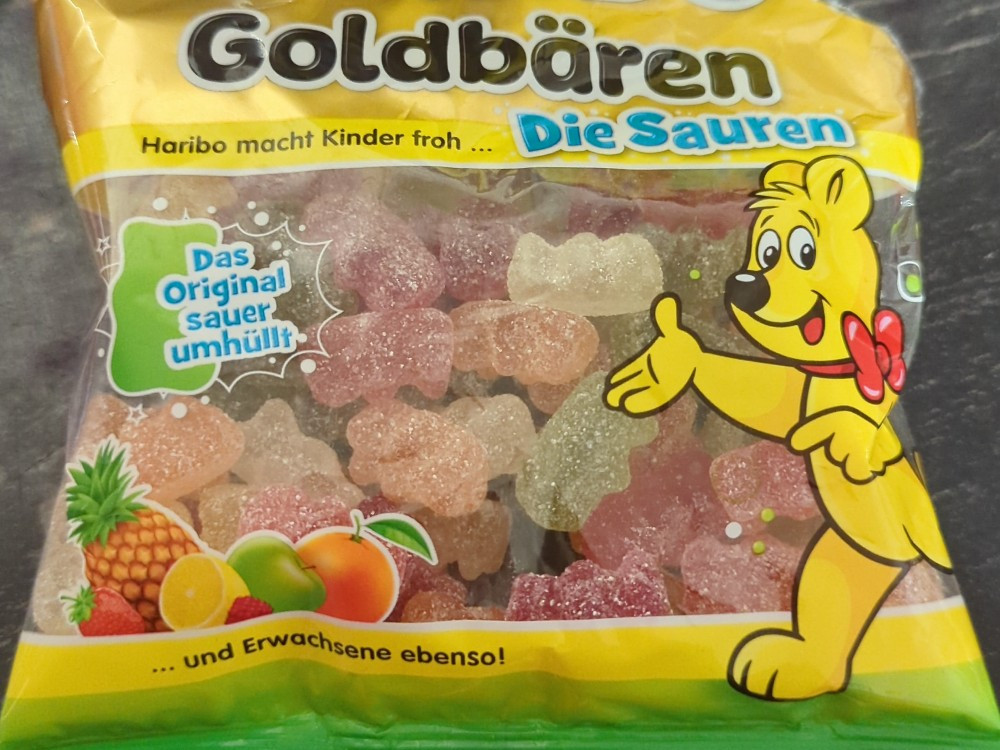 Goldbären
Die Sauren
Haribo macht Kinder froh ...
Das
Original
sauer
umhüllt
... und Erwachsene ebenso!